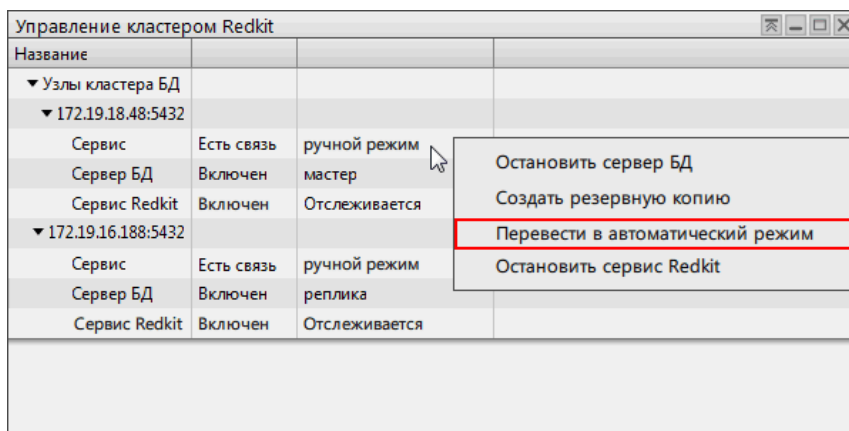 Управление кластером Redkit
Название
Узлы кластера БД
172.19.18.48:5432
Сервис Есть связь ручной режим
Сервер БД Включен мастер
Сервис Redkit Включен Отслеживается
172.19.16.188:5432
Сервис Есть связь ручной режим
Сервер БД Включен реплика
Сервис Redkit Включен Отслеживается
Остановить сервер БД
Создать резервную копию
Перевести в автоматический режим
Остановить сервис Redkit